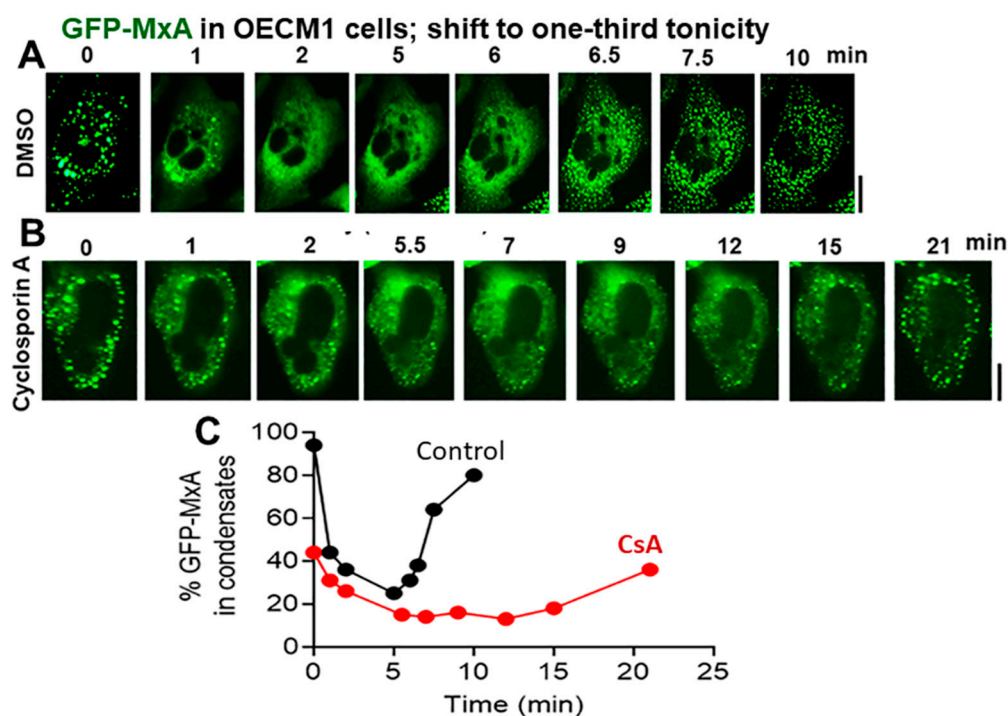 GFP-MxA in OECM1 cells; shift to one-third tonicity
A
0 1 2 5 6 6.5 7.5 10 min
DMSO
B
0 1 2 5.5 7 9 12 15 21 min
Cyclosporin A
C
% GFP-MxA
in condensates
100
80
60
40
20
0
Control
CsA
0 5 10 15 20 25
Time (min)